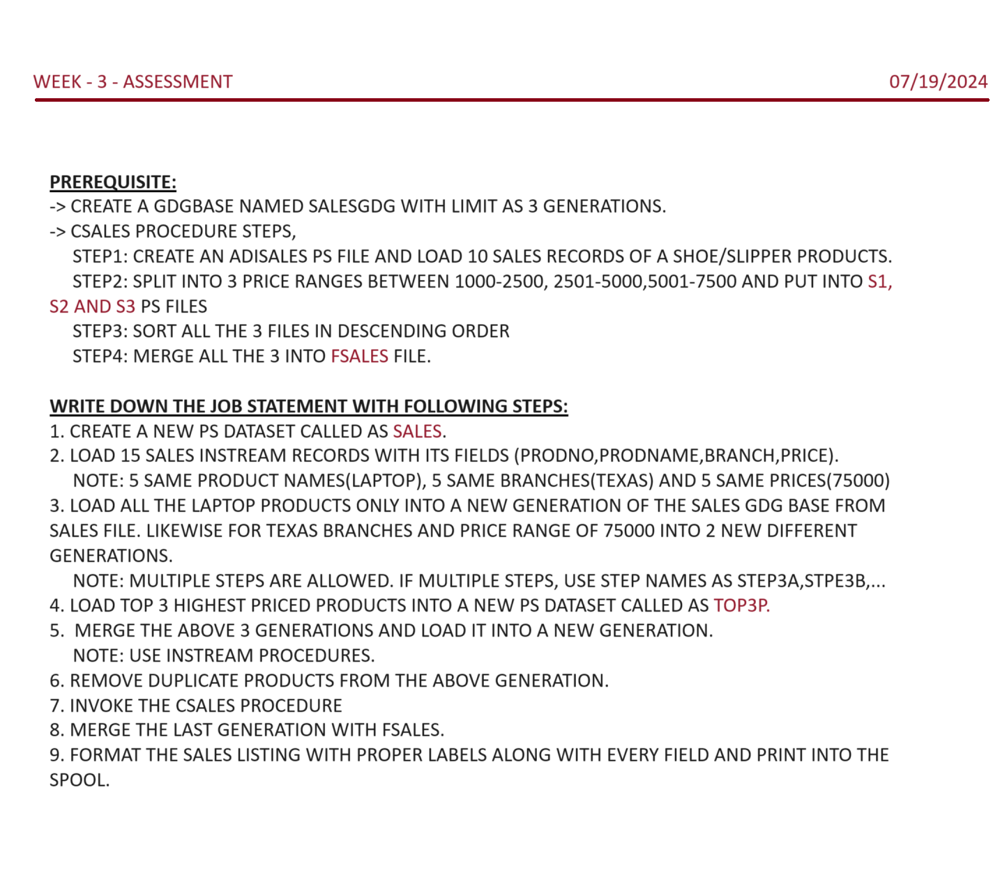 WEEK - 3 - ASSESSMENT 07/19/2024
PREREQUISITE:
-> CREATE A GDGBASE NAMED SALESGDG WITH LIMIT AS 3 GENERATIONS.
-> CSALES PROCEDURE STEPS,
STEP1: CREATE AN ADISALES PS FILE AND LOAD 10 SALES RECORDS OF A SHOE/SLIPPER PRODUCTS.
STEP2: SPLIT INTO 3 PRICE RANGES BETWEEN 1000-2500, 2501-5000,5001-7500 AND PUT INTO S1,
S2 AND S3 PS FILES
STEP3: SORT ALL THE 3 FILES IN DESCENDING ORDER
STEP4: MERGE ALL THE 3 INTO FSALES FILE.
WRITE DOWN THE JOB STATEMENT WITH FOLLOWING STEPS:
1. CREATE A NEW PS DATASET CALLED AS SALES.
2. LOAD 15 SALES INSTREAM RECORDS WITH ITS FIELDS (PRODNO,PRODNAME,BRANCH,PRICE).
NOTE: 5 SAME PRODUCT NAMES(LAPTOP), 5 SAME BRANCHES(TEXAS) AND 5 SAME PRICES(75000)
3. LOAD ALL THE LAPTOP PRODUCTS ONLY INTO A NEW GENERATION OF THE SALES GDG BASE FROM
SALES FILE. LIKEWISE FOR TEXAS BRANCHES AND PRICE RANGE OF 75000 INTO 2 NEW DIFFERENT
GENERATIONS.
NOTE: MULTIPLE STEPS ARE ALLOWED. IF MULTIPLE STEPS, USE STEP NAMES AS STEP3A,STPE3B,...
4. LOAD TOP 3 HIGHEST PRICED PRODUCTS INTO A NEW PS DATASET CALLED AS TOP3P.
5. MERGE THE ABOVE 3 GENERATIONS AND LOAD IT INTO A NEW GENERATION.
NOTE: USE INSTREAM PROCEDURES.
6. REMOVE DUPLICATE PRODUCTS FROM THE ABOVE GENERATION.
7. INVOKE THE CSALES PROCEDURE
8. MERGE THE LAST GENERATION WITH FSALES.
9. FORMAT THE SALES LISTING WITH PROPER LABELS ALONG WITH EVERY FIELD AND PRINT INTO THE
SPOOL.